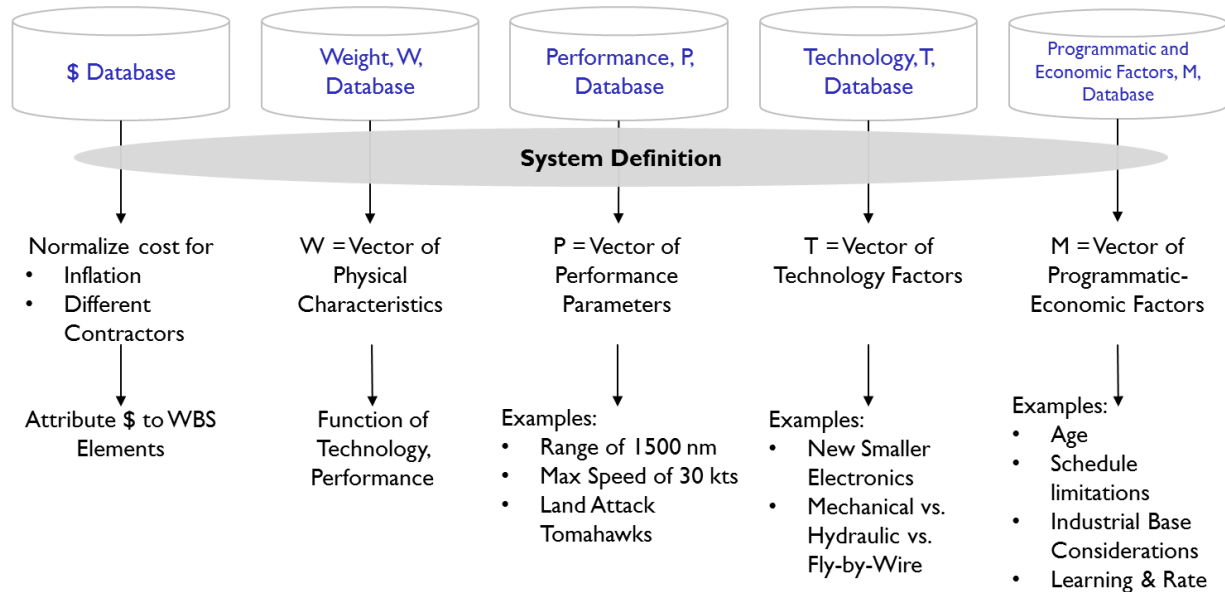 $ Database
Weight, W,
Database
Performance, P,
Database
Technology, T,
Database
Programmatic and
Economic Factors, M,
Database
System Definition
Normalize cost for
• Inflation
• Different
Contractors
W = Vector of
Physical
Characteristics
P = Vector of
Performance
Parameters
T = Vector of
Technology Factors
M = Vector of
Programmatic-
Economic Factors
Attribute $ to WBS
Elements
Function of
Technology,
Performance
Examples:
• Range of 1500 nm
• Max Speed of 30 kts
• Land Attack
Tomahawks
Examples:
• New Smaller
Electronics
• Mechanical vs.
Hydraulic vs.
Fly-by-Wire
Examples:
• Age
• Schedule
limitations
• Industrial Base
Considerations
• Learning & Rate